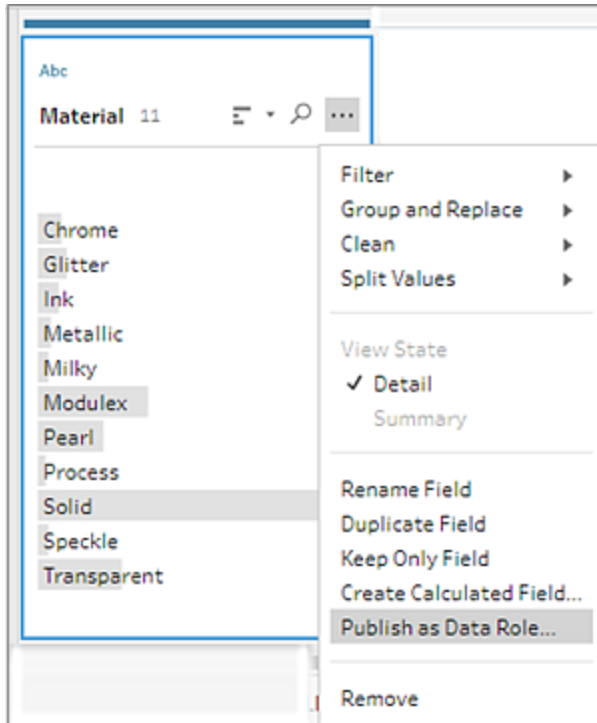 Abc
Material 11
Chrome
Glitter
Ink
Metallic
Milky
Modulex
Pearl
Process
Solid
Speckle
Transparent
Filter
Group and Replace
Clean
Split Values
View State
Detail
Summary
Rename Field
Duplicate Field
Keep Only Field
Create Calculated Field...
Publish as Data Role...
Remove